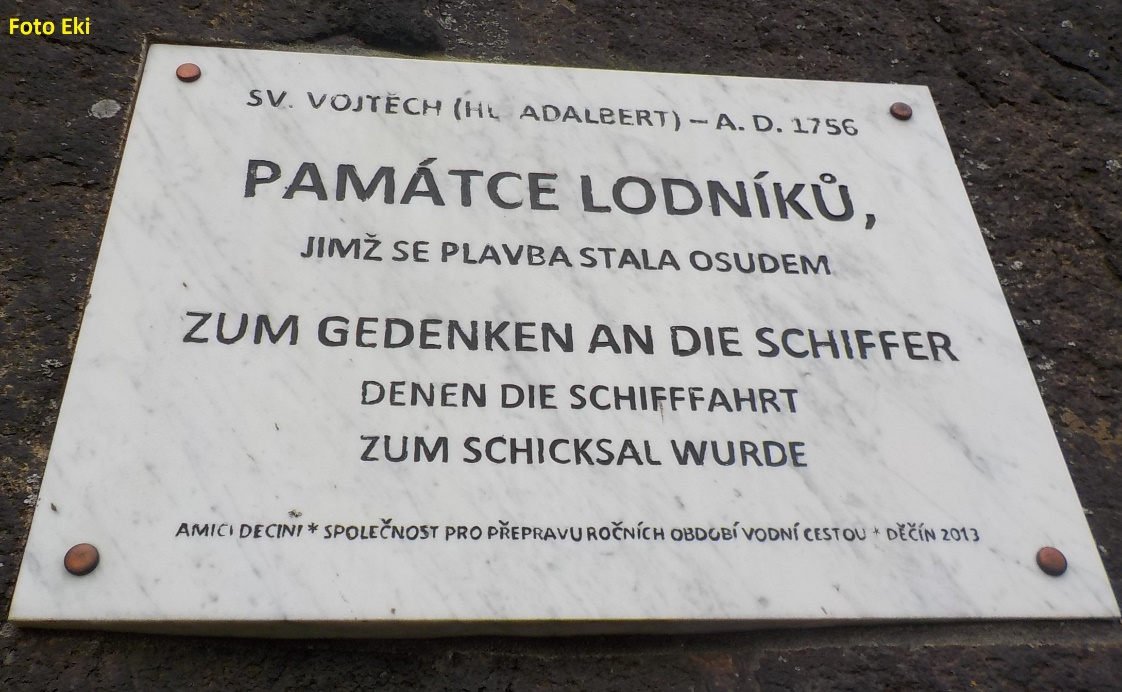 Foto Eki
SV. VOJTĚCH (HL ADALBERT) – A. D. 1756
PAMÁTCE LODNÍKŮ,
JIMŽ SE PLAVBA STALA OSUDEM
ZUM GEDENKEN AN DIE SCHIFFER
DENEN DIE SCHIFFFAHRT
ZUM SCHICKSAL WURDE
AMICI DECINI * SPOLEČNOST PRO PŘEPRAVU ROČNÍCH OBDOBÍ VODNÍ CESTOU * DĚČÍN 2013